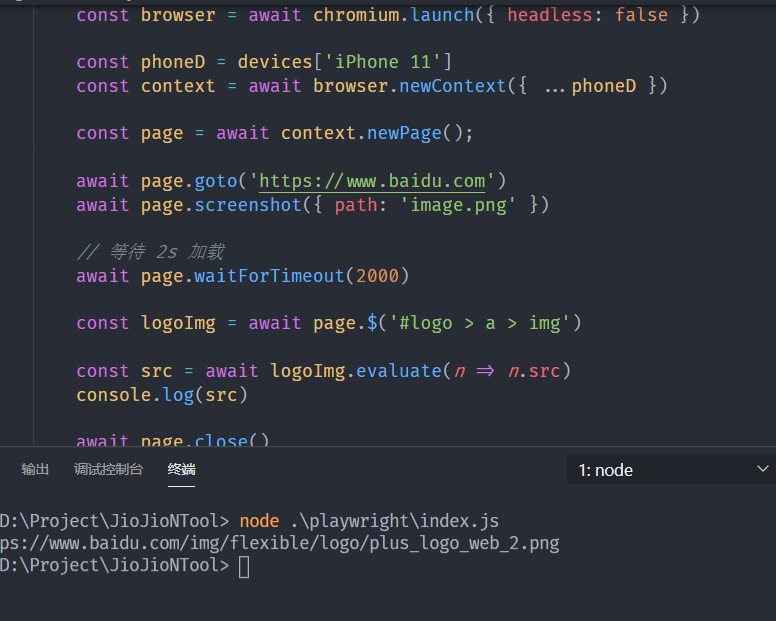 const browser = await chromium.launch({ headless: false })
const phoneD = devices['iPhone 11']
const context = await browser.newContext({ ...phoneD })
const page = await context.newPage();
await page.goto('https://www.baidu.com')
await page.screenshot({ path: 'image.png' })
// 等待 2s 加载
await page.waitForTimeout(2000)
const logoImg = await page.$('#logo > a > img')
const src = await logoImg.evaluate(n => n.src)
console.log(src)
await page.close()
输出 调试控制台 终端 1: node
D:\Project\JioJioNTool> node .\playwright\index.js
ps://www.baidu.com/img/flexible/logo/plus_logo_web_2.png
D:\Project\JioJioNTool>